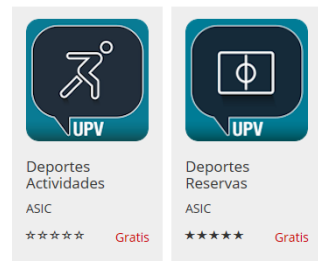 UPV
Deportes
Actividades
ASIC
Gratis
UPV
Deportes
Reservas
ASIC
Gratis